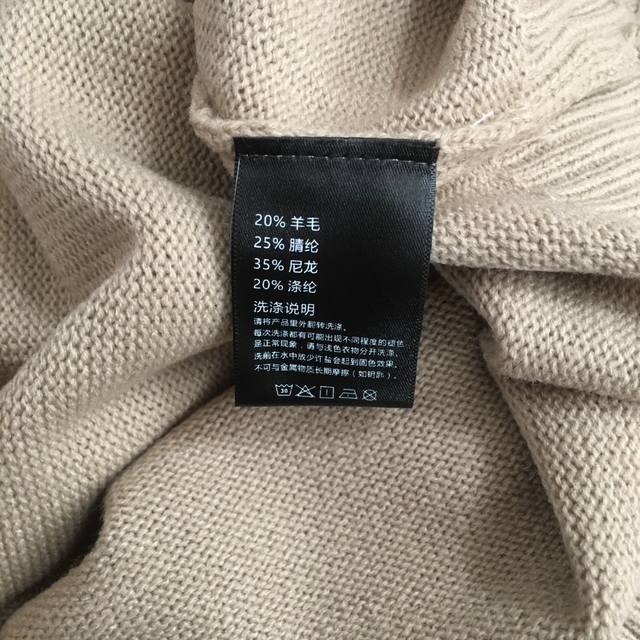 20% 羊毛
25% 腈纶
35% 尼龙
20% 涤纶
洗涤说明
请将产品里外翻转洗涤。
每次洗涤都有可能出现不同程度的褪色
是正常现象，请与浅色衣物分开洗涤。
洗前在水中放少许盐会起到固色效果。
不可与金属物质长期摩擦（如钥匙）
30